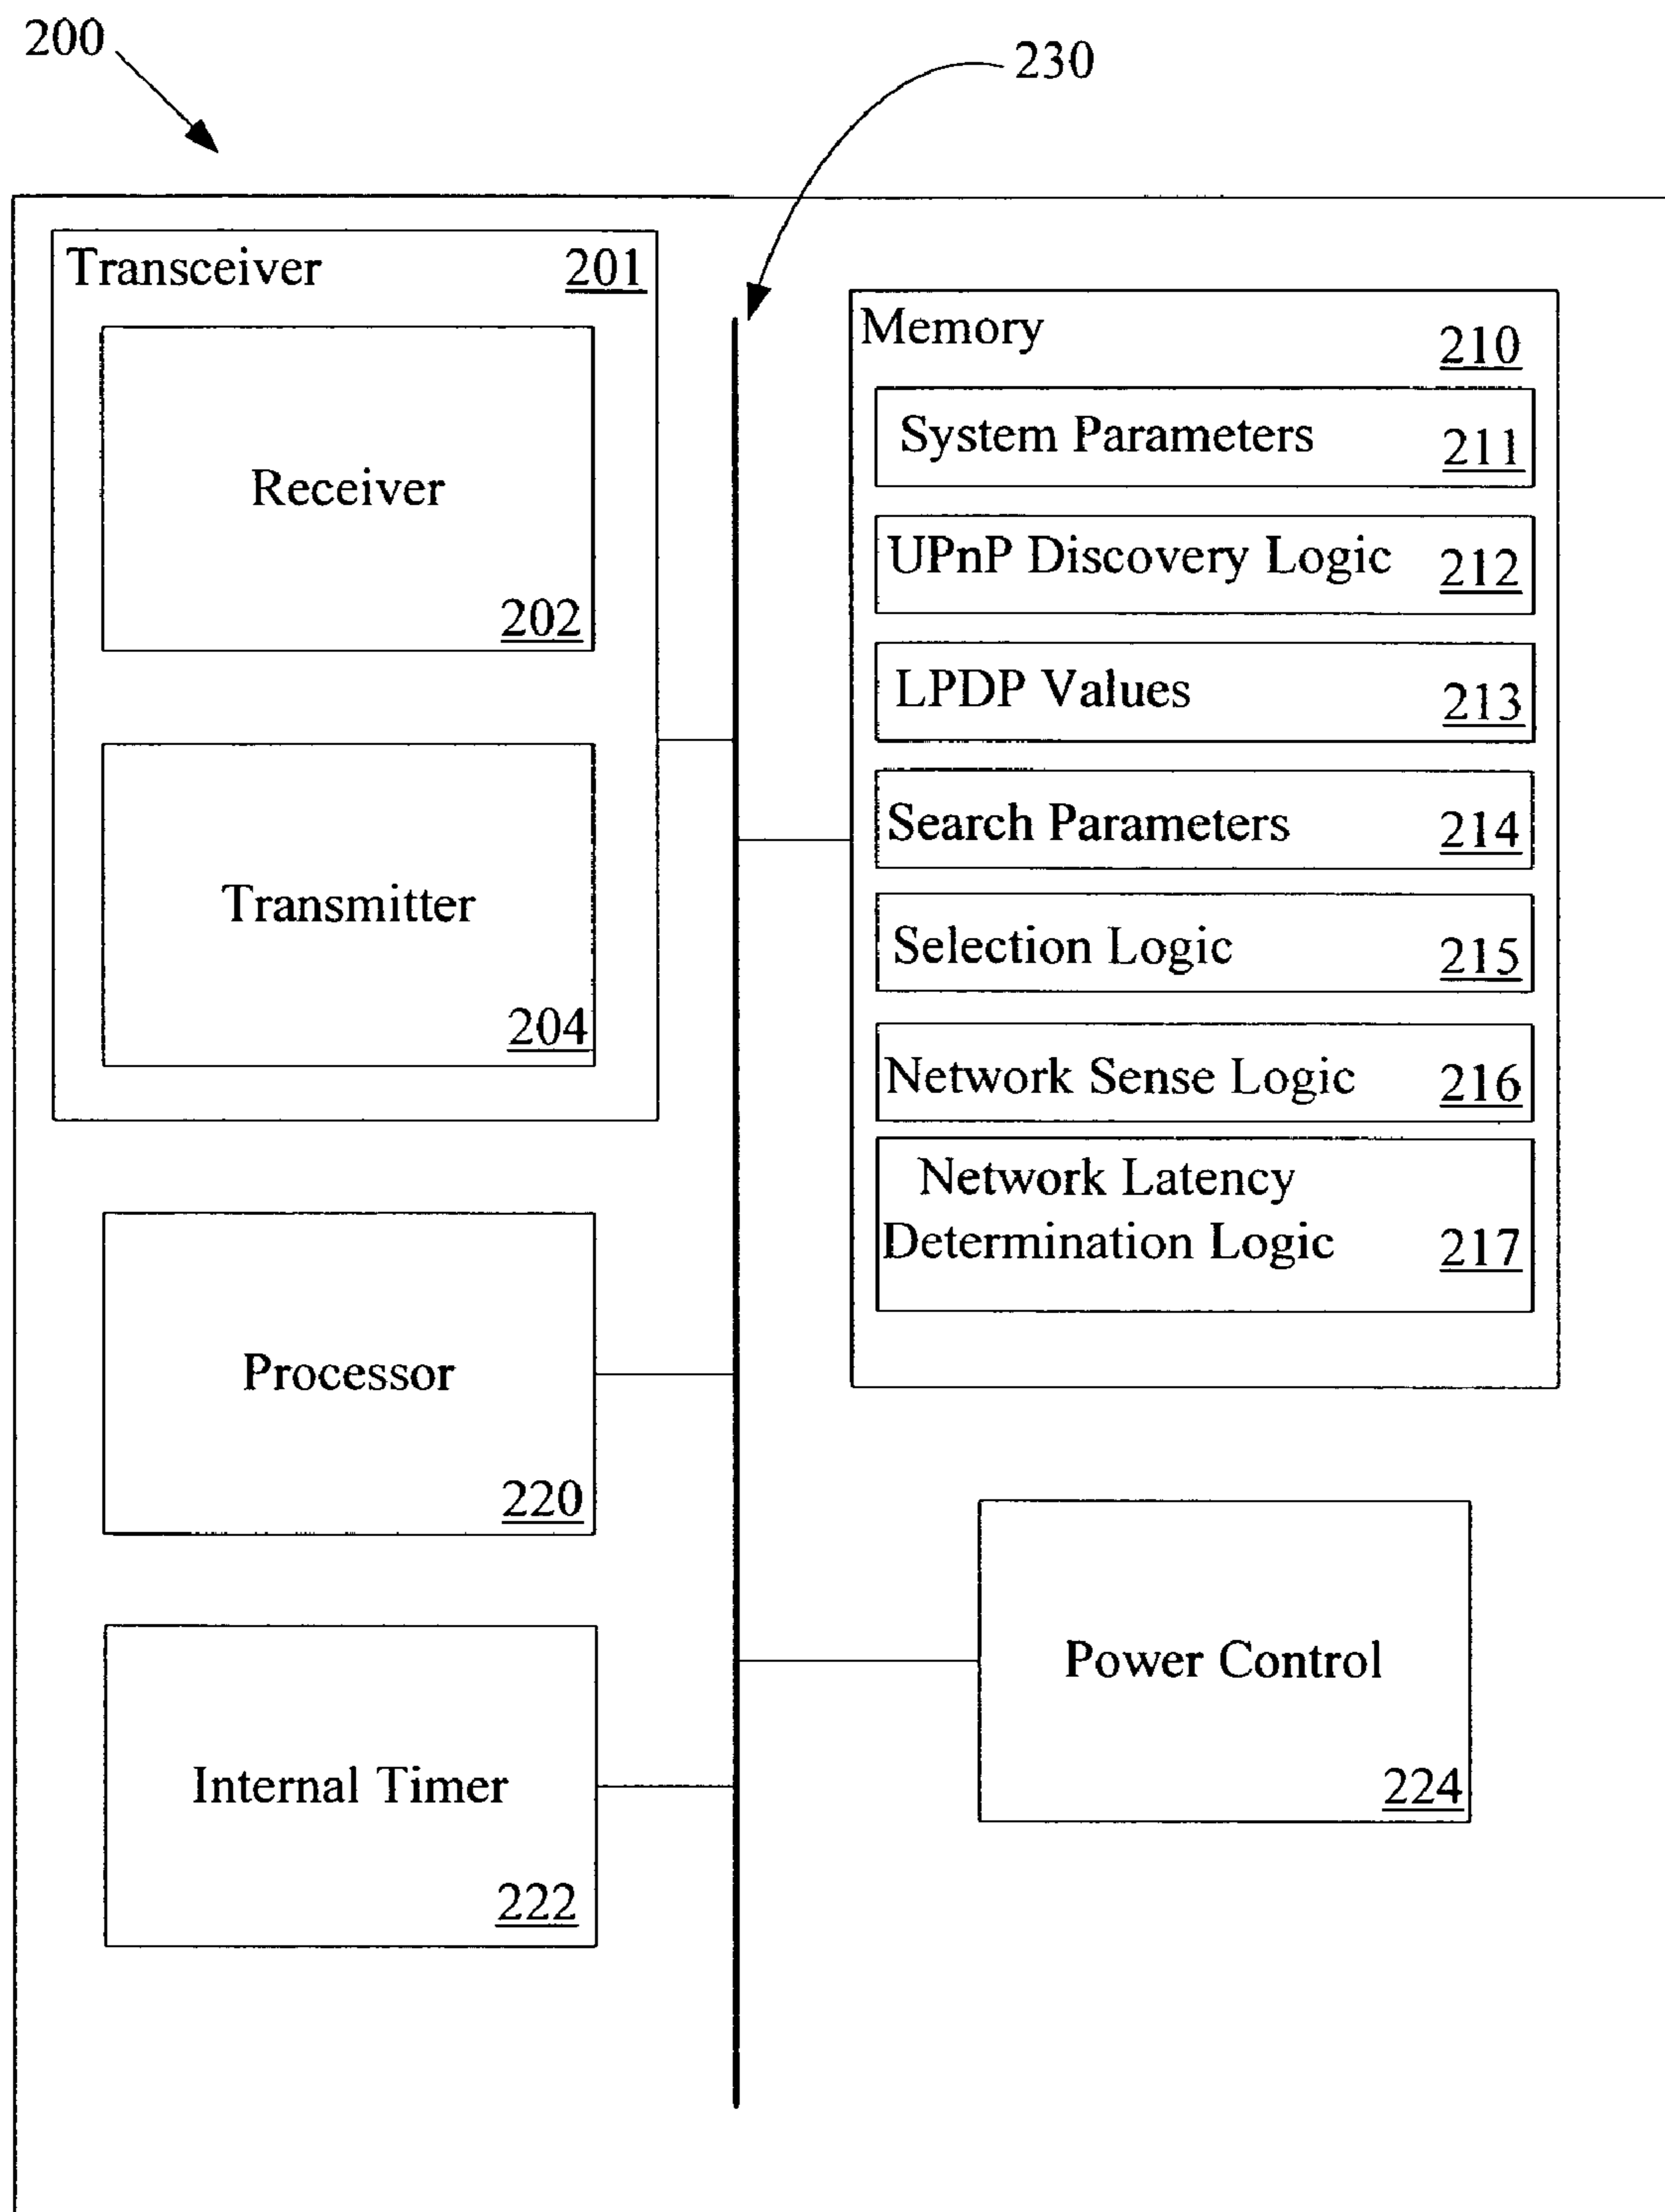 200
230
Transceiver 201
Receiver
202
Transmitter
204
Processor
220
Internal Timer
222
Memory 210
System Parameters 211
UPnP Discovery Logic 212
LPDP Values 213
Search Parameters 214
Selection Logic 215
Network Sense Logic 216
Network Latency
Determination Logic 217
Power Control
224